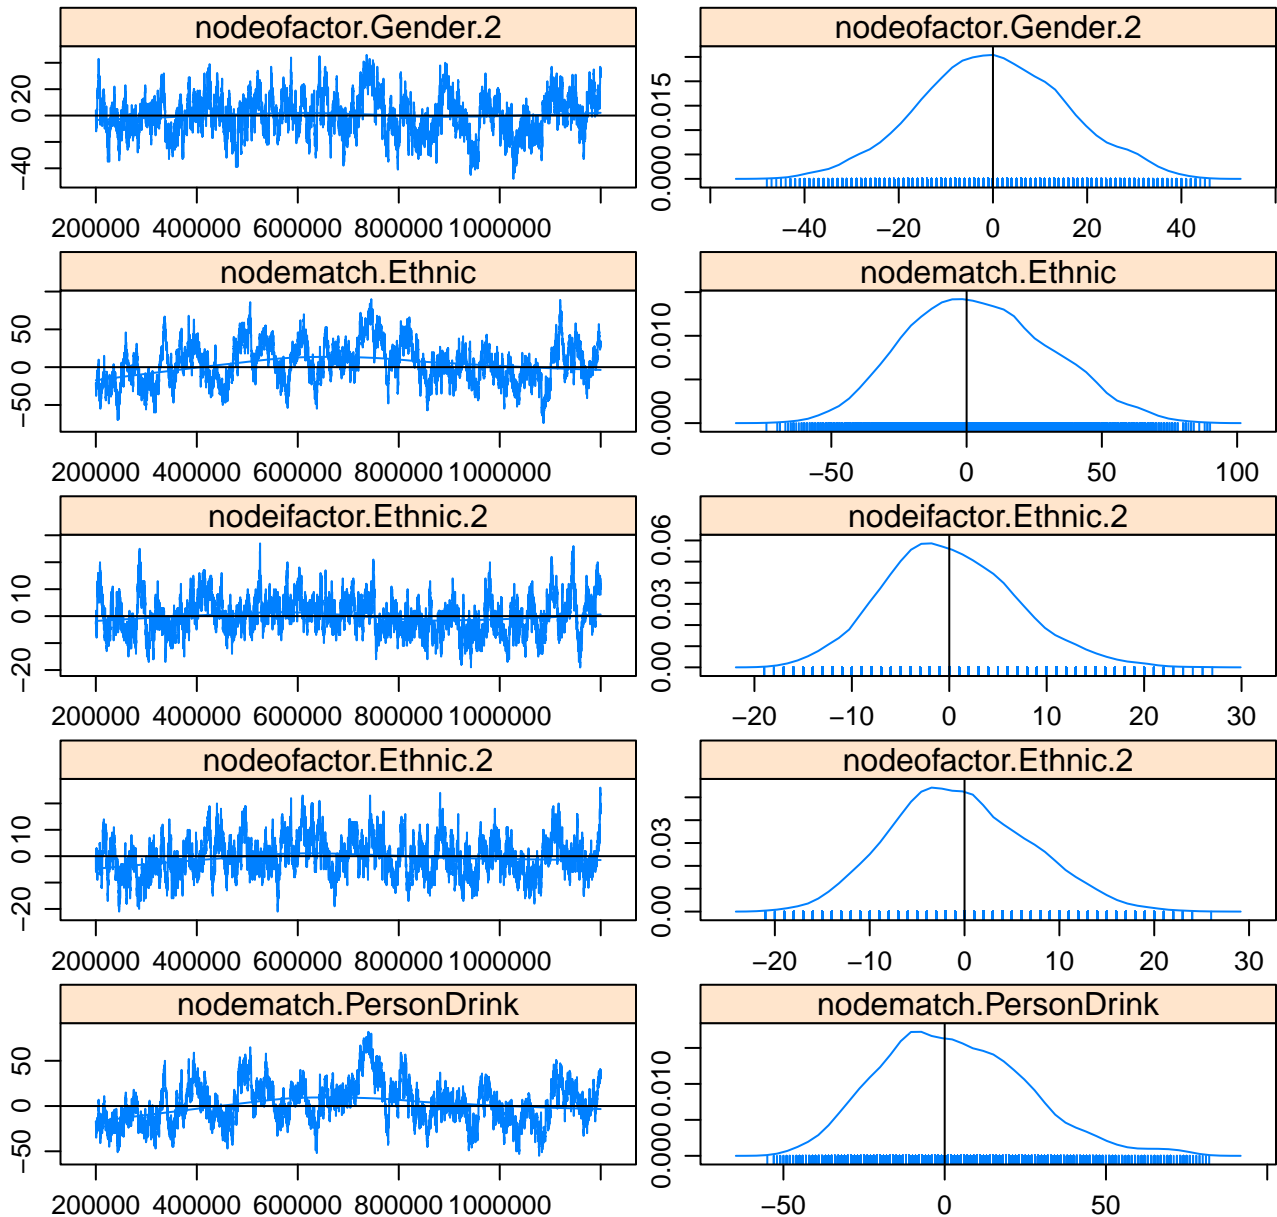 nodeofactor.Gender.2 nodeofactor.Gender.2
−40 0 20 0.000 0.015
200000 400000 600000 800000 1000000 −40 −20 0 20 40
nodematch.Ethnic nodematch.Ethnic
−50 0 50 0.000 0.010
200000 400000 600000 800000 1000000 −50 0 50 100
nodeifactor.Ethnic.2 nodeifactor.Ethnic.2
−20 0 10 0.00 0.03 0.06
200000 400000 600000 800000 1000000 −20 −10 0 10 20 30
nodeofactor.Ethnic.2 nodeofactor.Ethnic.2
−20 0 10 0.00 0.03
200000 400000 600000 800000 1000000 −20 −10 0 10 20 30
nodematch.PersonDrink nodematch.PersonDrink
−50 0 50 0.000 0.010
200000 400000 600000 800000 1000000 −50 0 50